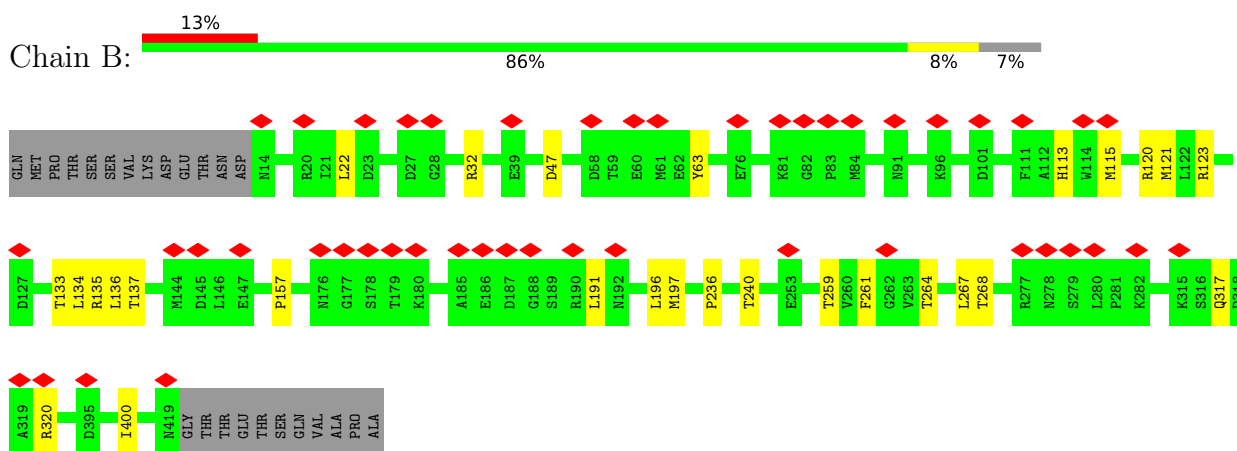 13%
Chain B:
86% 8% 7%
GLN MET PRO THR SER SER VAL LYS ASP GLU THR ASN ASP N14 R20 I21 L22 D23 D27 G28 R32 E39 D47 D58 T59 E60 M61 E62 Y63 E76 K81 G82 P83 M84 N91 K96 D101 F111 A112 H113 W114 M115 R120 M121 L122 R123
D127 T133 L134 R135 L136 T137 M144 D145 L146 E147 P157 N176 G177 S178 T179 K180 A185 E186 D187 G188 S189 R190 L191 N192 L196 M197 P236 T240 E253 T259 V260 F261 G262 V263 T264 L267 T268 R277 N278 S279 L280 P281 K282 K315 S316 Q317
A319 R320 D395 I400 N419 GLY THR THR GLU THR SER GLN VAL ALA PRO ALA